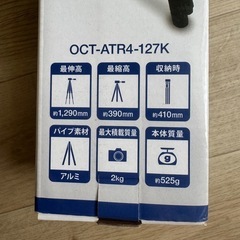 OCT-ATR4-127K
最伸高 最縮高 収納時
約1,290mm 約390mm 約410mm
パイプ素材 最大積載質量 本体質量
g
アルミ 2kg 約525g